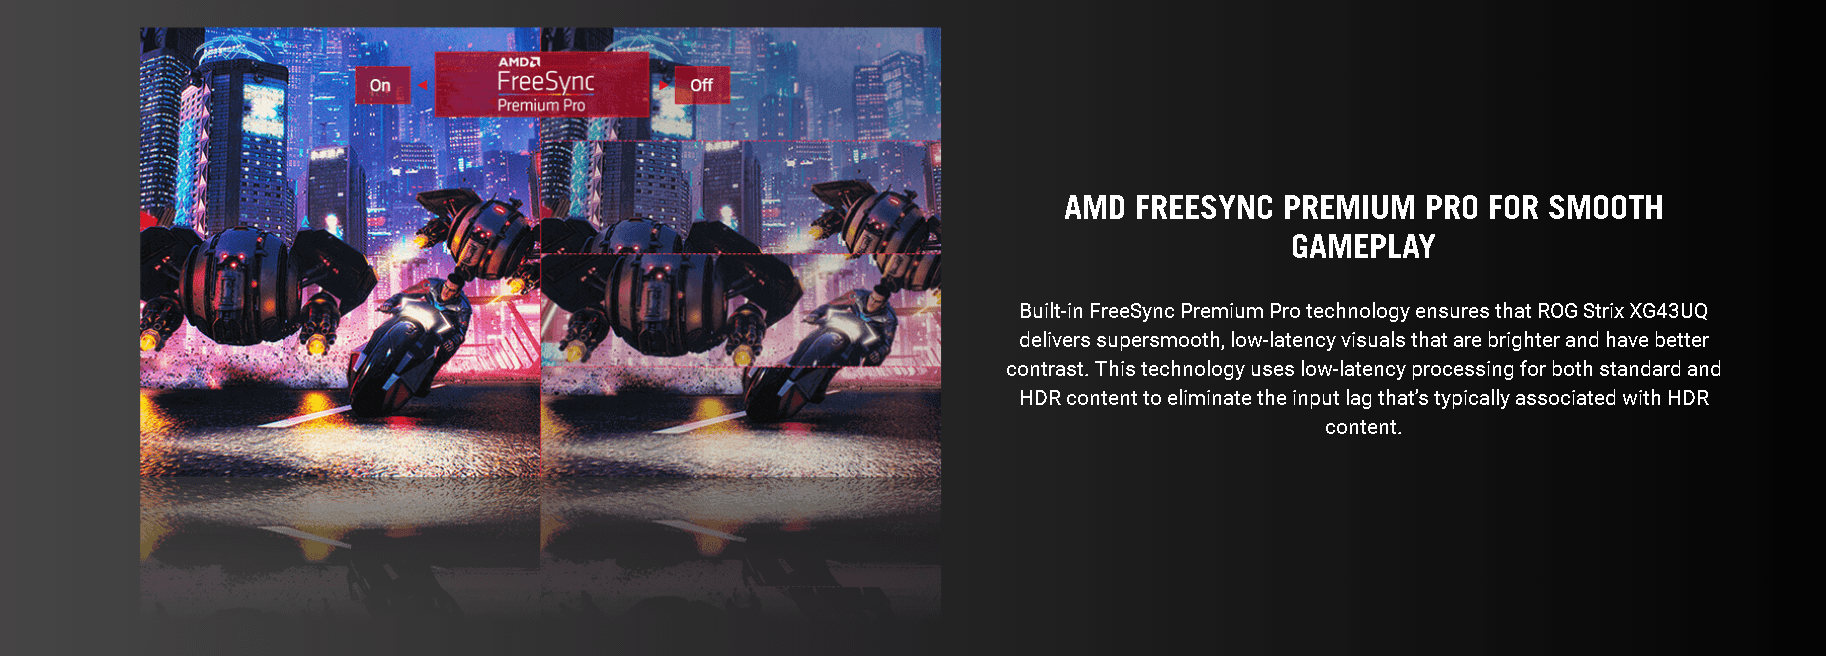 On
AMD
FreeSync
Premium Pro
Off
AMD FREESYNC PREMIUM PRO FOR SMOOTH
GAMEPLAY
Built-in FreeSync Premium Pro technology ensures that ROG Strix XG43UQ
delivers supersmooth, low-latency visuals that are brighter and have better
contrast. This technology uses low-latency processing for both standard and
HDR content to eliminate the input lag that's typically associated with HDR
content.